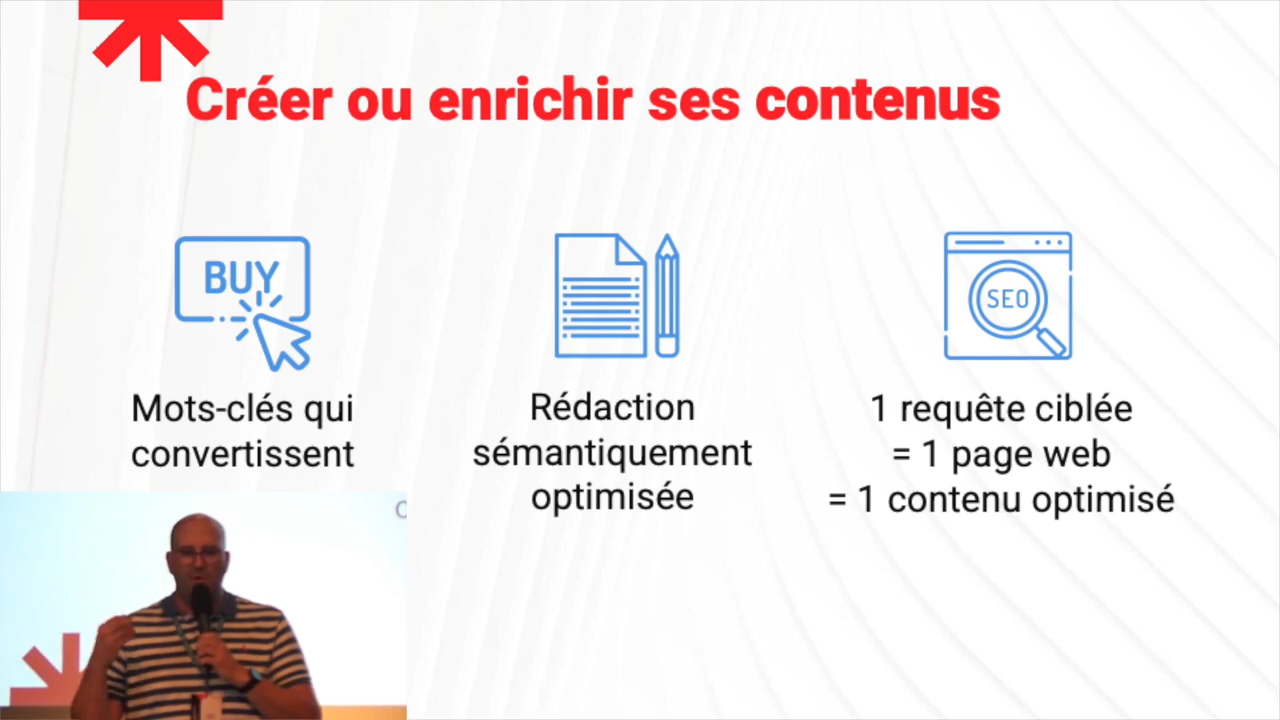 Créer ou enrichir ses contenus
BUY
Mots-clés qui
convertissent
Rédaction
sémantiquement
optimisée
SEO
1 requête ciblée
= 1 page web
= 1 contenu optimisé